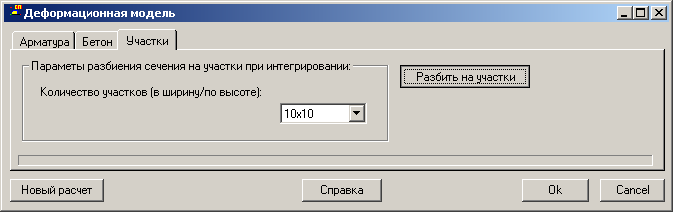 Деформационная модель
Арматура Бетон Участки
Параметы разбиения сечения на участки при интегрировании:
Разбить на участки
Количество участков (в ширину/по высоте):
10x10
Новый расчет Справка Ok Cancel